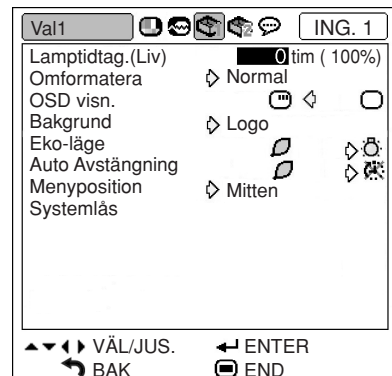 Val1 ING. 1
Lamptidtag.(Liv) 0 tim ( 100%)
Omformatera Normal
OSD visn.
Bakgrund Logo
Eko-läge
Auto Avstängning
Menyposition Mitten
Systemlås
VÄL/JUS. ENTER
BAK END